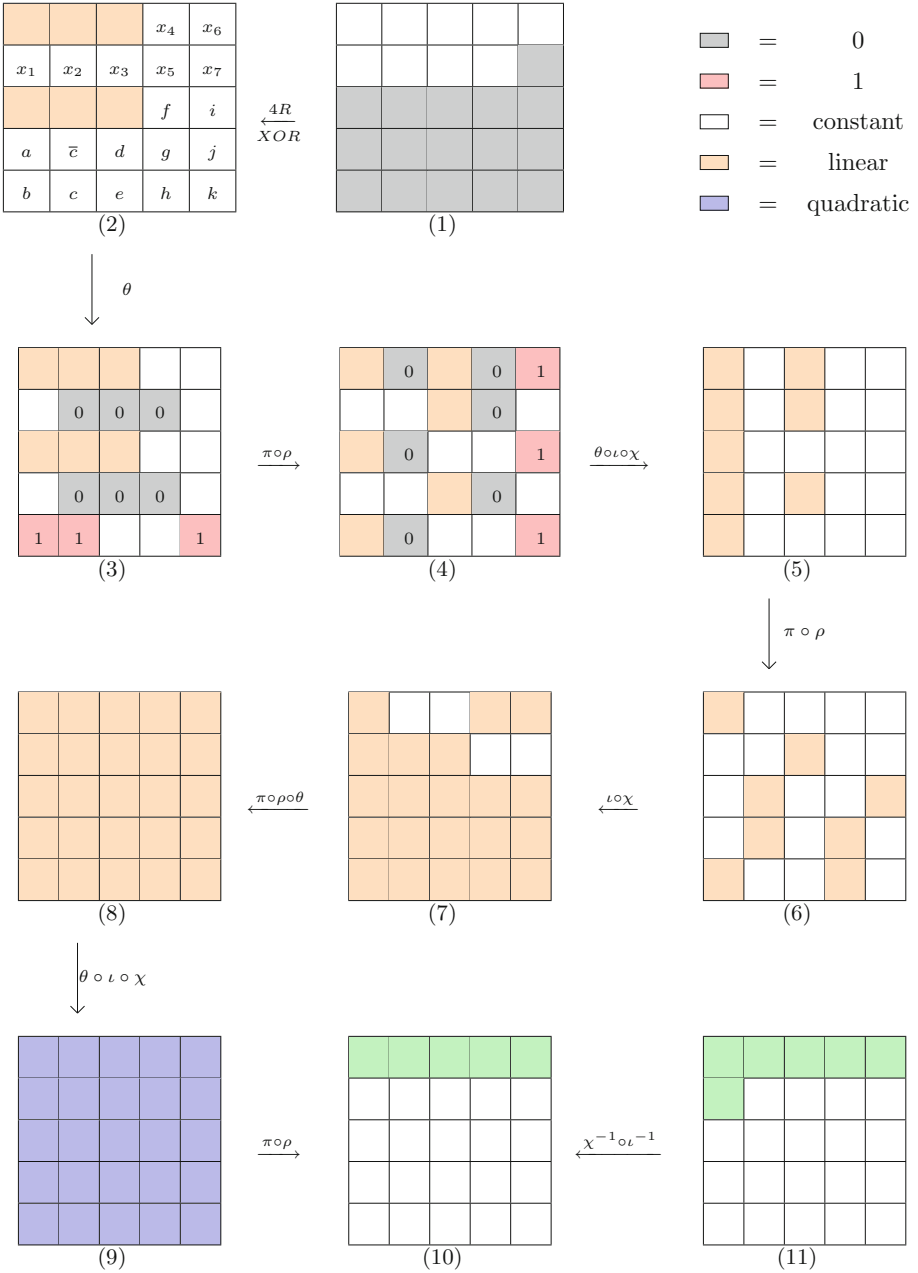 x₄ x₆
x₁ x₂ x₃ x₅ x₇
f i
a c̅ d g j
b c e h k
(2)
4R
XOR
(1)
= 0
= 1
= constant
= linear
= quadratic
θ
0 0 0
0 0 0
1 1 1
(3)
π∘ρ
0 0 1
0
0 1
0
0 1
(4)
θ∘ι∘χ
(5)
π ∘ ρ
(8)
π∘ρ∘θ
(7)
ι∘χ
(6)
θ ∘ ι ∘ χ
(9)
π∘ρ
(10)
χ⁻¹∘ι⁻¹
(11)